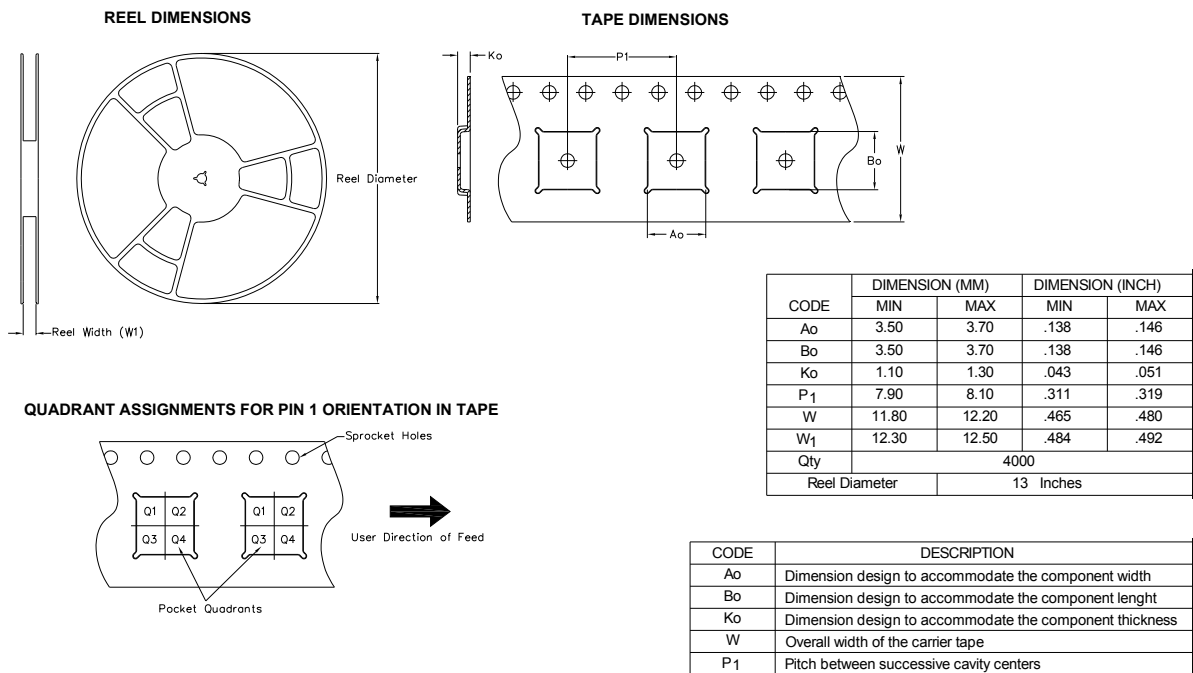 REEL DIMENSIONS
TAPE DIMENSIONS
Ko
P1
Reel Diameter
W
Bo
Ao
Reel Width (W1)
CODE DIMENSION (MM) DIMENSION (INCH)
MIN MAX MIN MAX
Ao 3.50 3.70 .138 .146
Bo 3.50 3.70 .138 .146
Ko 1.10 1.30 .043 .051
P1 7.90 8.10 .311 .319
W 11.80 12.20 .465 .480
W1 12.30 12.50 .484 .492
Qty 4000
Reel Diameter 13 Inches
QUADRANT ASSIGNMENTS FOR PIN 1 ORIENTATION IN TAPE
Sprocket Holes
Q1 Q2 Q1 Q2
Q3 Q4 Q3 Q4
User Direction of Feed
Pocket Quadrants
CODE DESCRIPTION
Ao Dimension design to accommodate the component width
Bo Dimension design to accommodate the component lenght
Ko Dimension design to accommodate the component thickness
W Overall width of the carrier tape
P1 Pitch between successive cavity centers